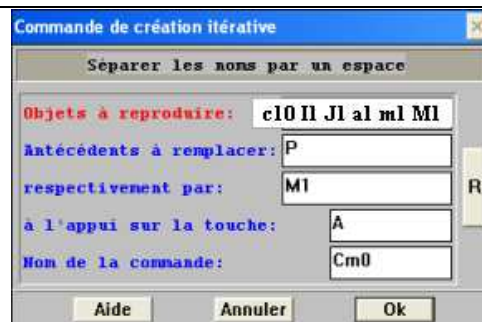 Commande de création itérative
Séparer les noms par un espace
Objets à reproduire: c10 I1 J1 a1 m1 M1
Antécédents à remplacer: P
respectivement par: M1
R
à l'appui sur la touche: A
Nom de la commande: Cm0
Aide Annuler Ok